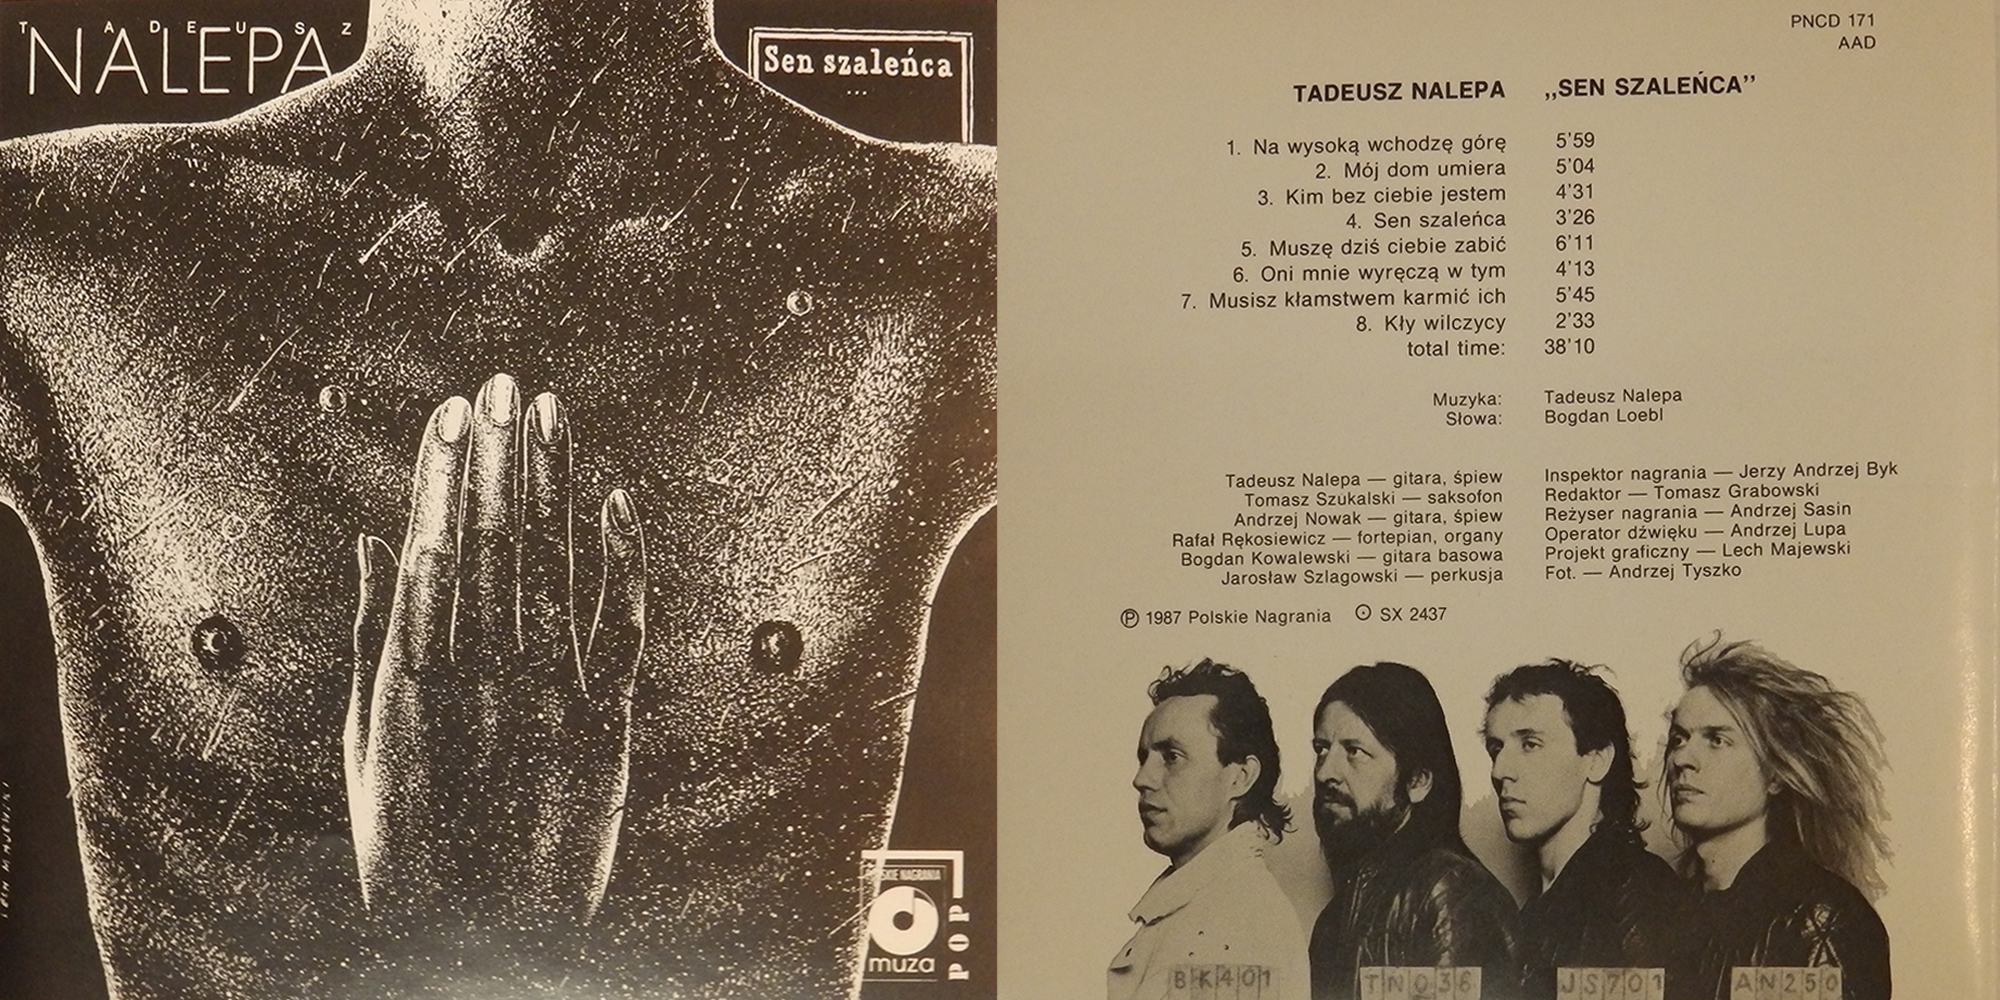 TADEUSZ
NALEPA
Sen szaleńca
...
LECH MAJEWSKI
POLSKIE NAGRANIA
muza
POP
PNCD 171
AAD
TADEUSZ NALEPA „SEN SZALEŃCA”
1. Na wysoką wchodzę górę 5’59
2. Mój dom umiera 5’04
3. Kim bez ciebie jestem 4’31
4. Sen szaleńca 3’26
5. Muszę dziś ciebie zabić 6’11
6. Oni mnie wyręczą w tym 4’13
7. Musisz kłamstwem karmić ich 5’45
8. Kły wilczycy 2’33
total time: 38’10
Muzyka: Tadeusz Nalepa
Słowa: Bogdan Loebl
Tadeusz Nalepa — gitara, śpiew
Tomasz Szukalski — saksofon
Andrzej Nowak — gitara, śpiew
Rafał Rękosiewicz — fortepian, organy
Bogdan Kowalewski — gitara basowa
Jarosław Szlagowski — perkusja
Inspektor nagrania — Jerzy Andrzej Byk
Redaktor — Tomasz Grabowski
Reżyser nagrania — Andrzej Sasin
Operator dźwięku — Andrzej Lupa
Projekt graficzny — Lech Majewski
Fot. — Andrzej Tyszko
Ⓟ 1987 Polskie Nagrania ⊙ SX 2437
BK401 TN036 JS701 AN250